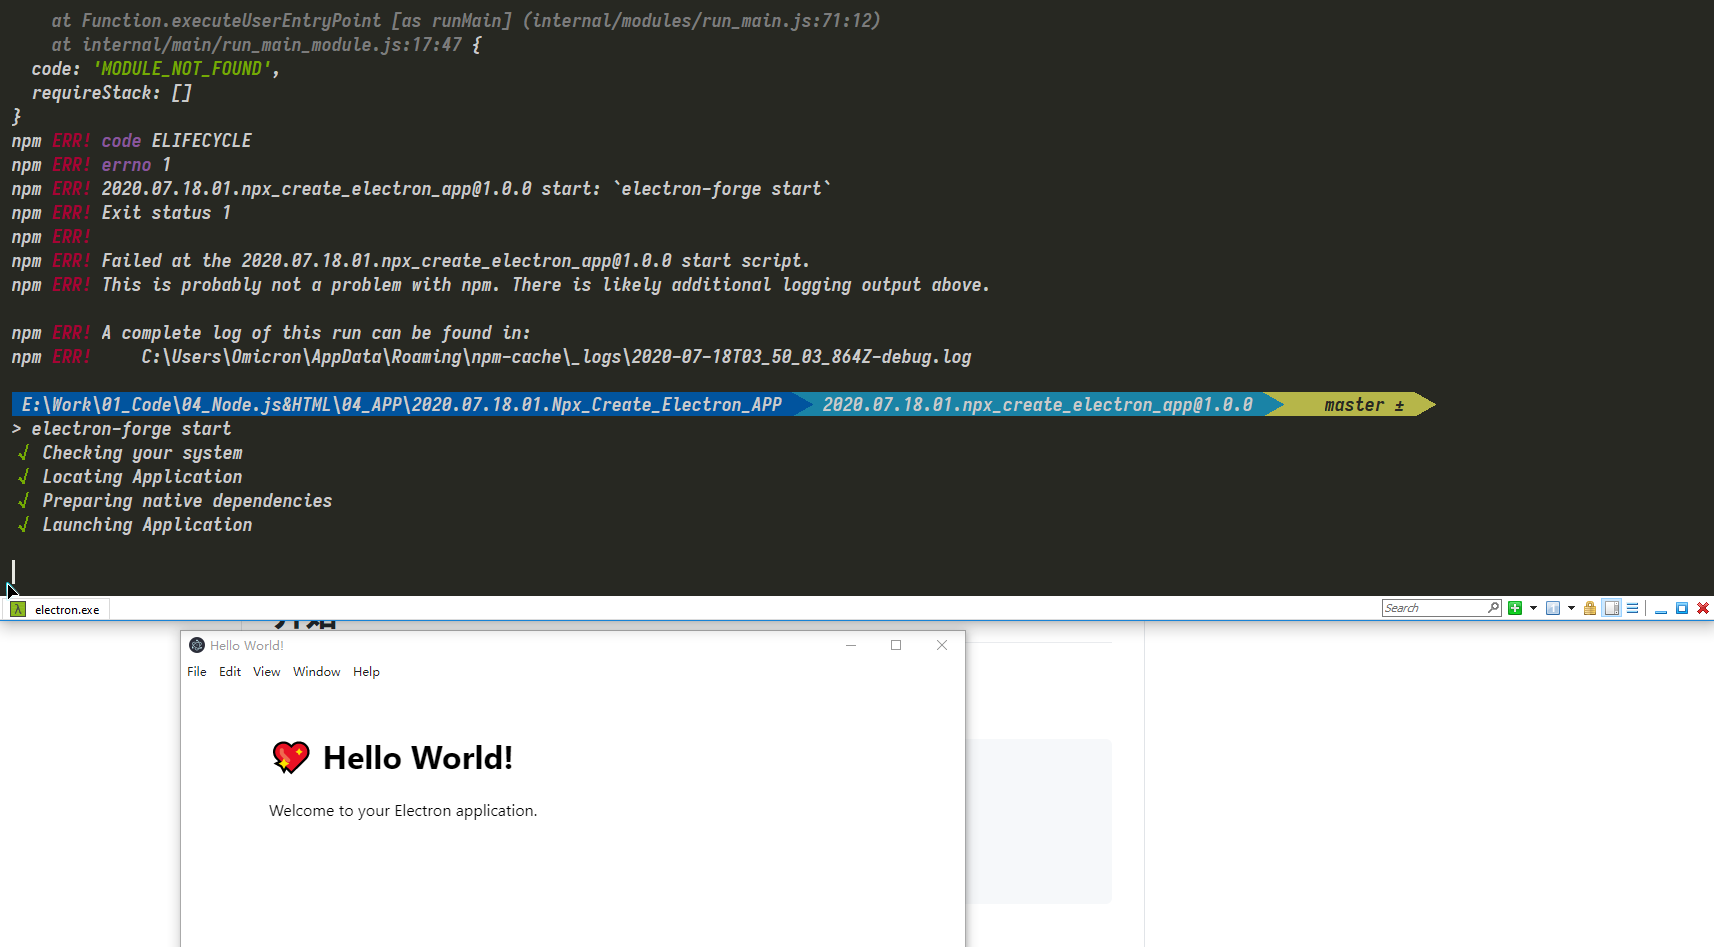 at Function.executeUserEntryPoint [as runMain] (internal/modules/run_main.js:71:12)
at internal/main/run_main_module.js:17:47 {
code: 'MODULE_NOT_FOUND',
requireStack: []
}
npm ERR! code ELIFECYCLE
npm ERR! errno 1
npm ERR! 2020.07.18.01.npx_create_electron_app@1.0.0 start: `electron-forge start`
npm ERR! Exit status 1
npm ERR!
npm ERR! Failed at the 2020.07.18.01.npx_create_electron_app@1.0.0 start script.
npm ERR! This is probably not a problem with npm. There is likely additional logging output above.
npm ERR! A complete log of this run can be found in:
npm ERR! C:\Users\Omicron\AppData\Roaming\npm-cache\_logs\2020-07-18T03_50_03_864Z-debug.log
E:\Work\01_Code\04_Node.js&HTML\04_APP\2020.07.18.01.Npx_Create_Electron_APP 2020.07.18.01.npx_create_electron_app@1.0.0 master ±
> electron-forge start
√ Checking your system
√ Locating Application
√ Preparing native dependencies
√ Launching Application
λ electron.exe Search
Hello World!
File Edit View Window Help
💖 Hello World!
Welcome to your Electron application.